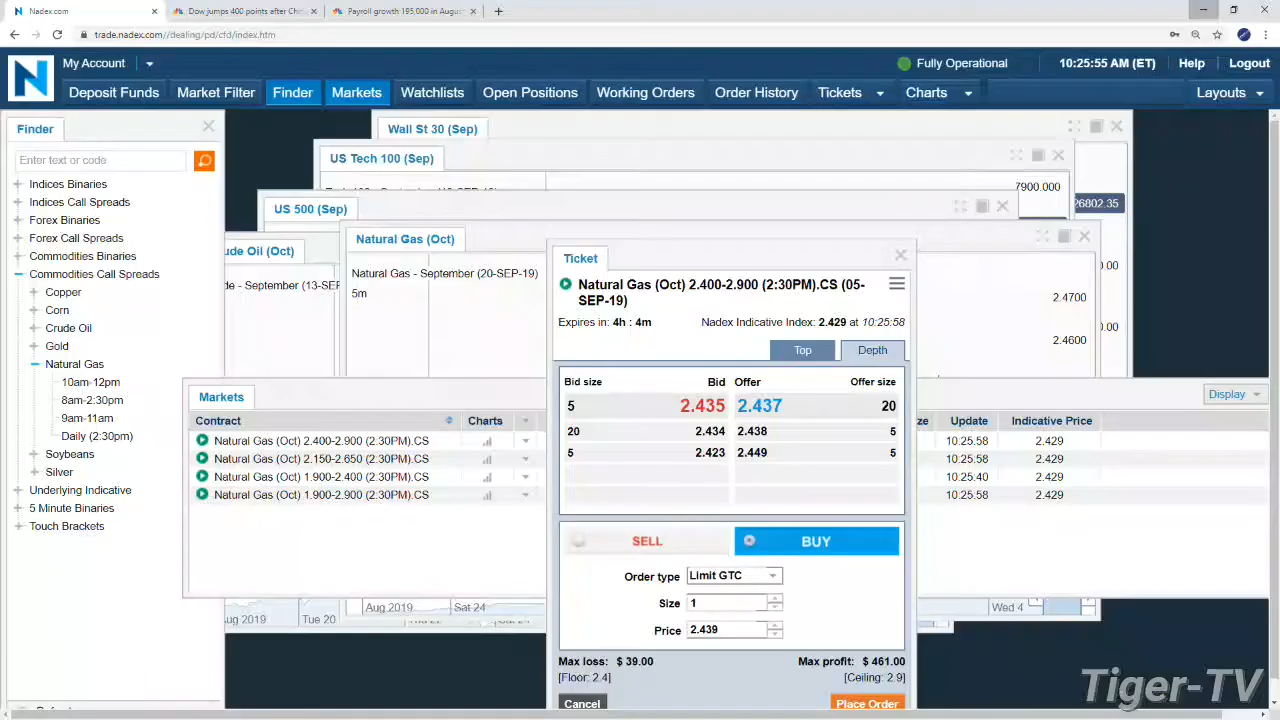 Nadex.com
Dow jumps 400 points after Chin
Payroll growth 195,000 in Augus
trade.nadex.com//dealing/pd/cfd/index.htm
N
My Account
Fully Operational
10:25:55 AM (ET)
Help
Logout
Deposit Funds Market Filter Finder Markets Watchlists Open Positions Working Orders Order History Tickets Charts Layouts
Finder
Enter text or code
Indices Binaries
Indices Call Spreads
Forex Binaries
Forex Call Spreads
Commodities Binaries
Commodities Call Spreads
Copper
Corn
Crude Oil
Gold
Natural Gas
10am-12pm
8am-2:30pm
9am-11am
Daily (2:30pm)
Soybeans
Silver
Underlying Indicative
5 Minute Binaries
Touch Brackets
Wall St 30 (Sep)
26802.35
US Tech 100 (Sep)
7900.000
US 500 (Sep)
ude Oil (Oct)
de - September (13-SEP
Natural Gas (Oct)
Natural Gas - September (20-SEP-19)
5m
2.4700
2.4600
00
00
Markets
Display
Contract Charts
ze Update Indicative Price
Natural Gas (Oct) 2.400-2.900 (2:30PM).CS 10:25:58 2.429
Natural Gas (Oct) 2.150-2.650 (2:30PM).CS 10:25:58 2.429
Natural Gas (Oct) 1.900-2.400 (2:30PM).CS 10:25:40 2.429
Natural Gas (Oct) 1.900-2.900 (2:30PM).CS 10:25:58 2.429
ug 2019 Tue 20
Aug 2019 Sat 24
Wed 4
Ticket
Natural Gas (Oct) 2.400-2.900 (2:30PM).CS (05-
SEP-19)
Expires in: 4h : 4m Nadex Indicative Index: 2.429 at 10:25:58
Top Depth
Bid size Bid Offer Offer size
5 2.435 2.437 20
20 2.434 2.438 5
5 2.423 2.449 5
SELL BUY
Order type Limit GTC
Size 1
Price 2.439
Max loss: $ 39.00 Max profit: $ 461.00
[Floor: 2.4] [Ceiling: 2.9]
Cancel Place Order
Tiger-TV